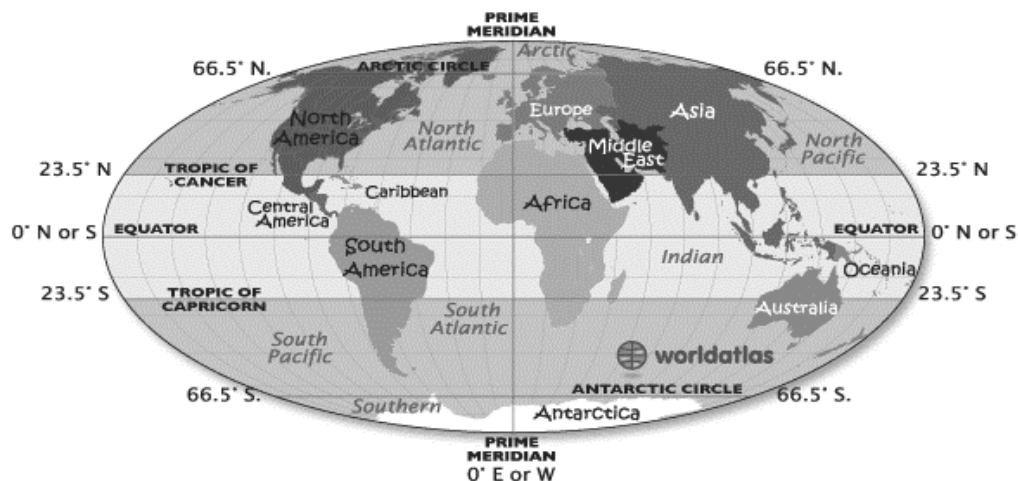 PRIME
MERIDIAN
Arctic
66.5° N.
ARCTIC CIRCLE
66.5° N.
Europe
Asia
North
America
North
Atlantic
Middle
East
North
Pacific
23.5° N
TROPIC OF
CANCER
23.5° N
Caribbean
Africa
Central
America
0° N or S
EQUATOR
EQUATOR
0° N or S
South
America
Indian
Oceania
23.5° S
TROPIC OF
CAPRICORN
23.5° S
Australia
South
Atlantic
South
Pacific
worldatlas
66.5° S.
ANTARCTIC CIRCLE
66.5° S.
Southern
Antarctica
PRIME
MERIDIAN
0° E or W